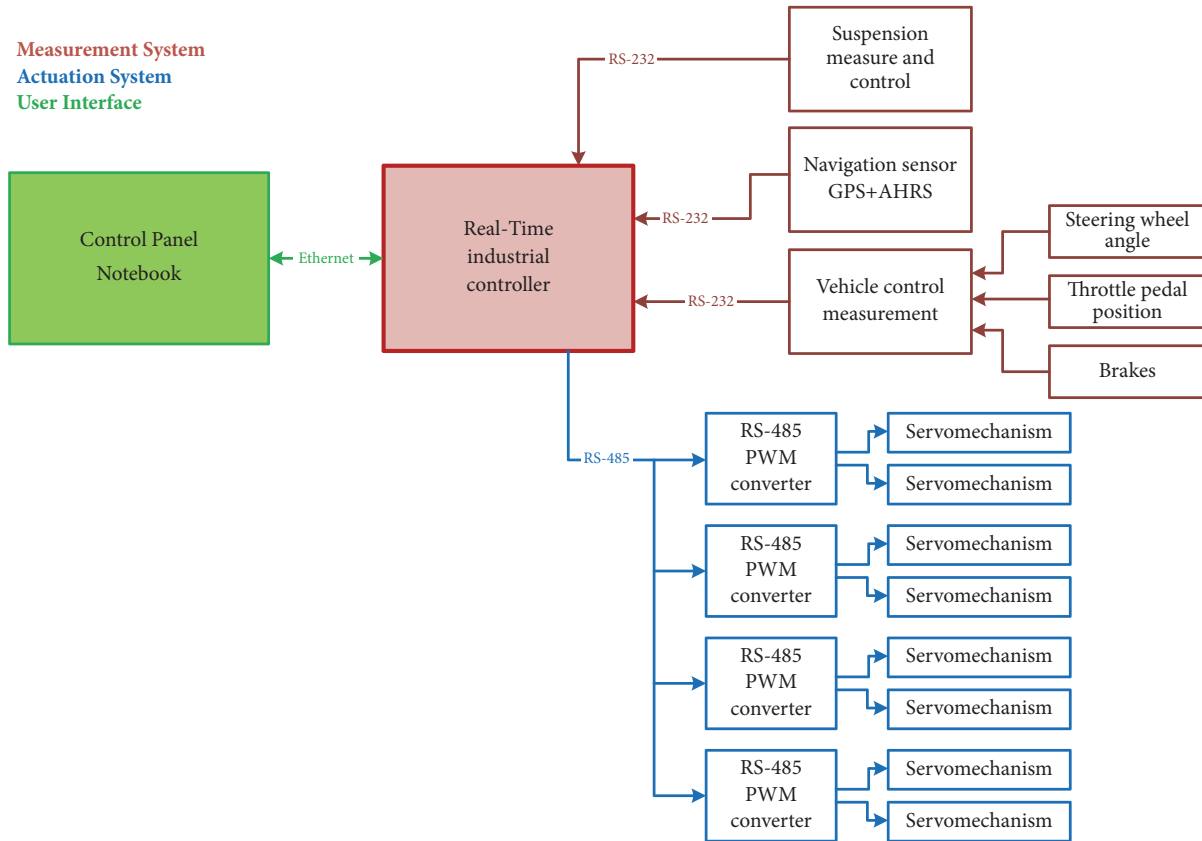 Measurement System
Actuation System
User Interface
Suspension
measure and
control
RS-232
Navigation sensor
GPS+AHRS
RS-232
Control Panel
Notebook
Ethernet
Real-Time
industrial
controller
RS-232
Vehicle control
measurement
Steering wheel
angle
Throttle pedal
position
Brakes
RS-485
RS-485
PWM
converter
Servomechanism
Servomechanism
RS-485
PWM
converter
Servomechanism
Servomechanism
RS-485
PWM
converter
Servomechanism
Servomechanism
RS-485
PWM
converter
Servomechanism
Servomechanism